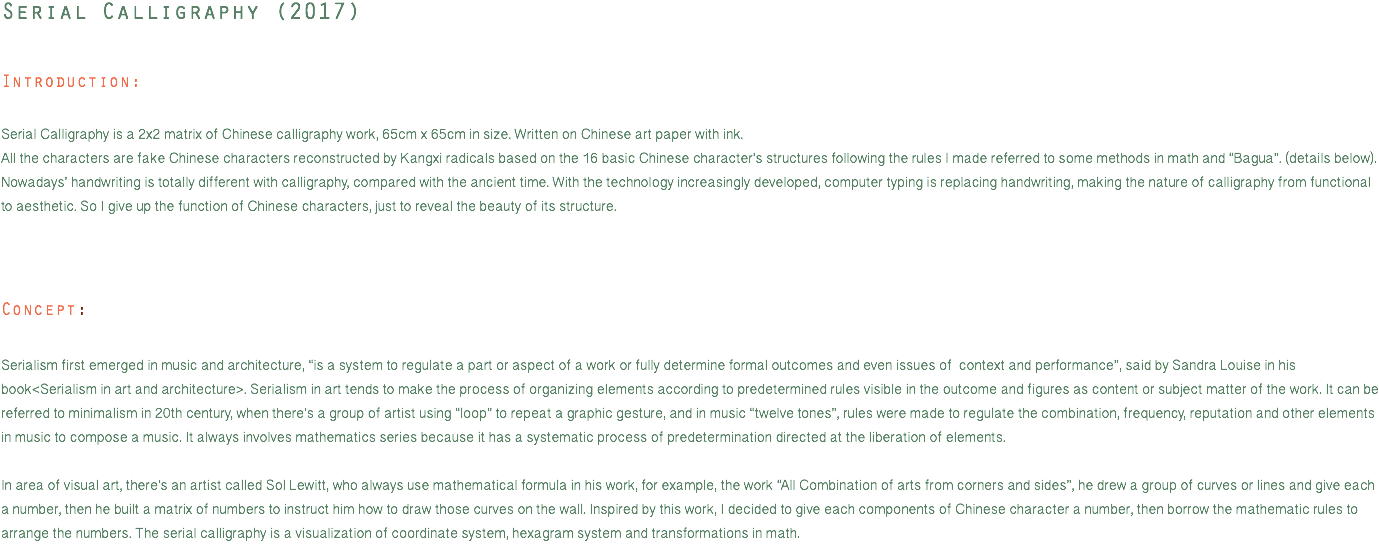 Serial Calligraphy (2017)
Introduction:
Serial Calligraphy is a 2x2 matrix of Chinese calligraphy work, 65cm x 65cm in size. Written on Chinese art paper with ink.
All the characters are fake Chinese characters reconstructed by Kangxi radicals based on the 16 basic Chinese character's structures following the rules I made referred to some methods in math and "Bagua". (details below).
Nowadays' handwriting is totally different with calligraphy, compared with the ancient time. With the technology increasingly developed, computer typing is replacing handwriting, making the nature of calligraphy from functional
to aesthetic. So I give up the function of Chinese characters, just to reveal the beauty of its structure.
Concept:
Serialism first emerged in music and architecture, "is a system to regulate a part or aspect of a work or fully determine formal outcomes and even issues of  context and performance", said by Sandra Louise in his
book<Serialism in art and architecture>. Serialism in art tends to make the process of organizing elements according to predetermined rules visible in the outcome and figures as content or subject matter of the work. It can be
referred to minimalism in 20th century, when there's a group of artist using "loop" to repeat a graphic gesture, and in music "twelve tones", rules were made to regulate the combination, frequency, reputation and other elements
in music to compose a music. It always involves mathematics series because it has a systematic process of predetermination directed at the liberation of elements.
In area of visual art, there's an artist called Sol Lewitt, who always use mathematical formula in his work, for example, the work "All Combination of arts from corners and sides", he drew a group of curves or lines and give each
a number, then he built a matrix of numbers to instruct him how to draw those curves on the wall. Inspired by this work, I decided to give each components of Chinese character a number, then borrow the mathematic rules to
arrange the numbers. The serial calligraphy is a visualization of coordinate system, hexagram system and transformations in math.